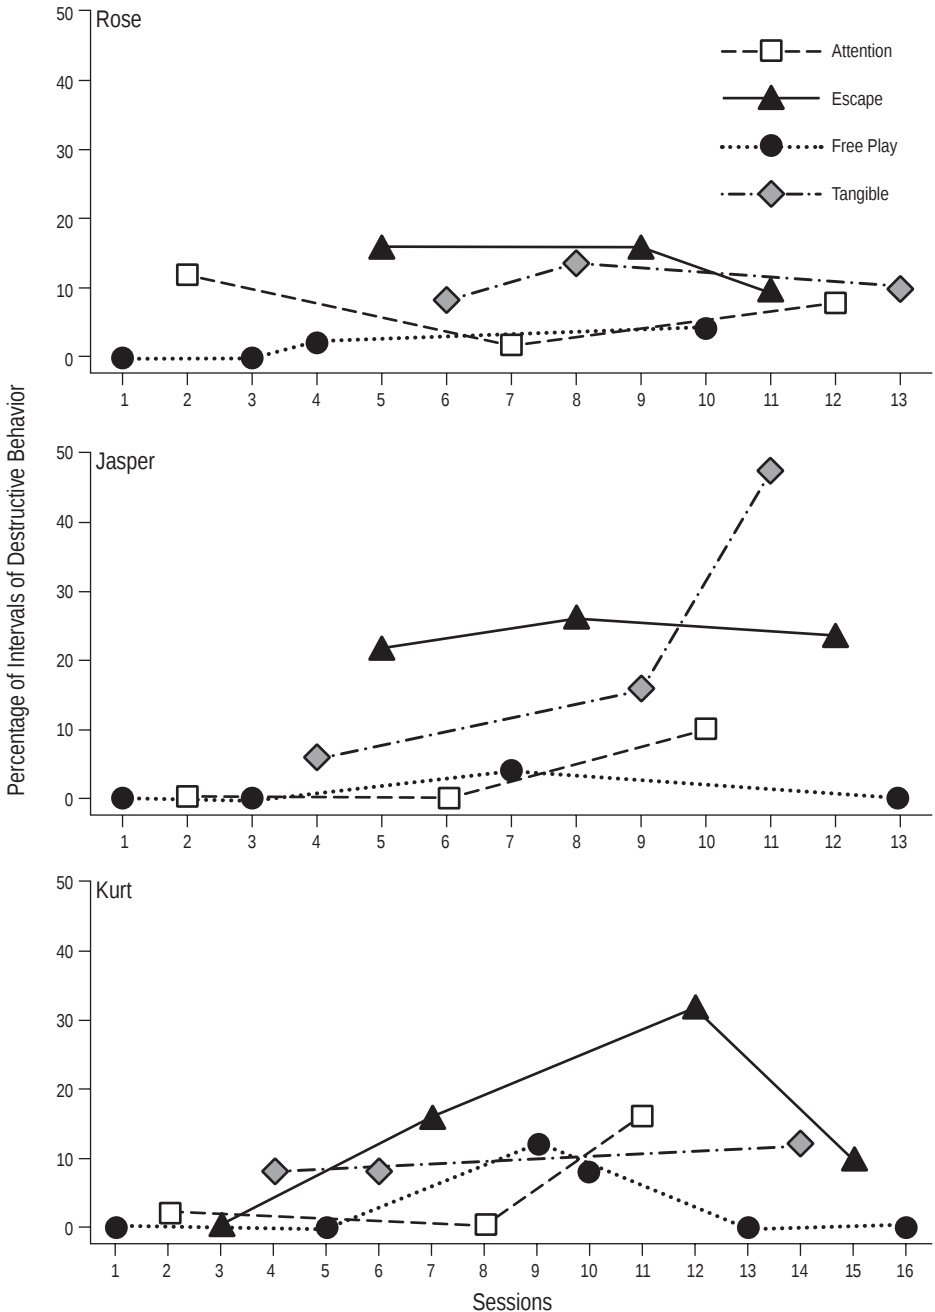 Rose
50
40
30
20
10
0
1 2 3 4 5 6 7 8 9 10 11 12 13
Attention
Escape
Free Play
Tangible
Percentage of Intervals of Destructive Behavior
Jasper
50
40
30
20
10
0
1 2 3 4 5 6 7 8 9 10 11 12 13
Kurt
50
40
30
20
10
0
1 2 3 4 5 6 7 8 9 10 11 12 13 14 15 16
Sessions